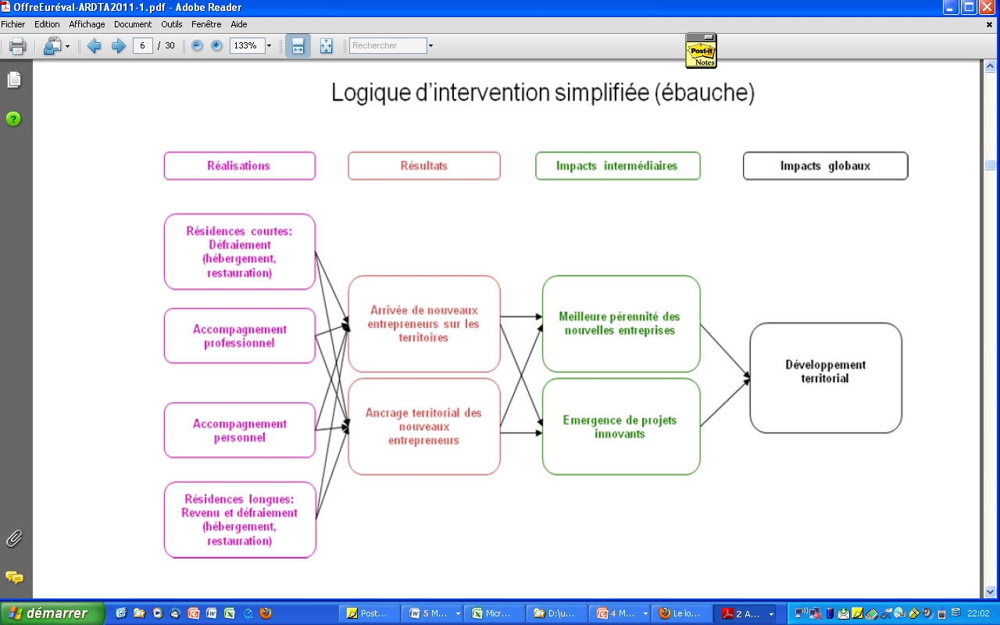 OffreEuréval-ARDTA2011-1.pdf - Adobe Reader
Fichier Edition Affichage Document Outils Fenêtre Aide
6 / 30 133% Rechercher
Post-it
Notes
Logique d'intervention simplifiée (ébauche)
Réalisations
Résultats
Impacts intermédiaires
Impacts globaux
Résidences courtes:
Défraiement
(hébergement,
restauration)
Accompagnement
professionnel
Accompagnement
personnel
Résidences longues:
Revenu et défraiement
(hébergement,
restauration)
Arrivée de nouveaux
entrepreneurs sur les
territoires
Ancrage territorial des
nouveaux
entrepreneurs
Meilleure pérennité des
nouvelles entreprises
Emergence de projets
innovants
Développement
territorial
démarrer Post... 5 M... Micr... D:\u... 4 M... Le lo... 2 A... 22:02